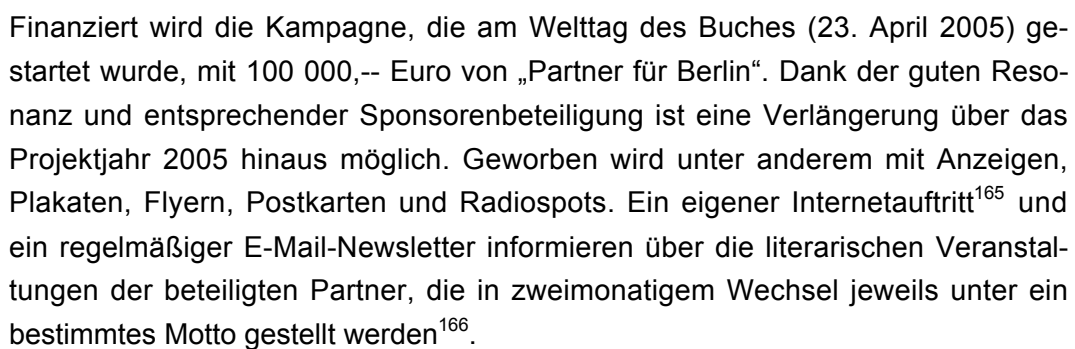 Finanziert wird die Kampagne, die am Welttag des Buches (23. April 2005) ge-
startet wurde, mit 100 000,-- Euro von „Partner für Berlin“. Dank der guten Reso-
nanz und entsprechender Sponsorenbeteiligung ist eine Verlängerung über das
Projektjahr 2005 hinaus möglich. Geworben wird unter anderem mit Anzeigen,
Plakaten, Flyern, Postkarten und Radiospots. Ein eigener Internetauftritt¹⁶⁵ und
ein regelmäßiger E-Mail-Newsletter informieren über die literarischen Veranstal-
tungen der beteiligten Partner, die in zweimonatigem Wechsel jeweils unter ein
bestimmtes Motto gestellt werden¹⁶⁶.